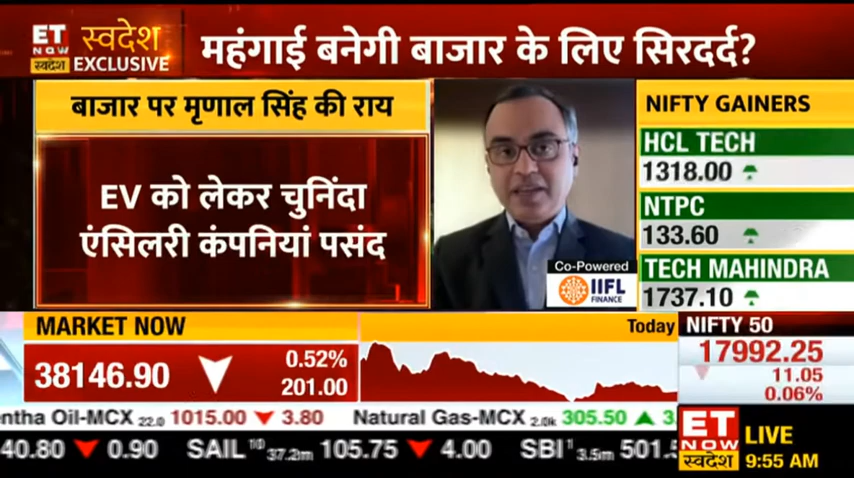 ET
NOW
स्वदेश
स्वदेश
EXCLUSIVE
महंगाई बनेगी बाजार के लिए सिरदर्द?
बाजार पर मृणाल सिंह की राय
EV को लेकर चुनिंदा
एंसिलरी कंपनियां पसंद
Co-Powered
IIFL
FINANCE
NIFTY GAINERS
HCL TECH
1318.00
NTPC
133.60
TECH MAHINDRA
1737.10
MARKET NOW
38146.90
0.52%
201.00
Today
NIFTY 50
17992.25
11.05
0.06%
entha Oil-MCX 22.0 1015.00 3.80 Natural Gas-MCX 2.0k 305.50 3
40.80 0.90 SAIL 37.2m 105.75 4.00 SBI 3.5m 501.5
ET
NOW
स्वदेश
LIVE
9:55 AM